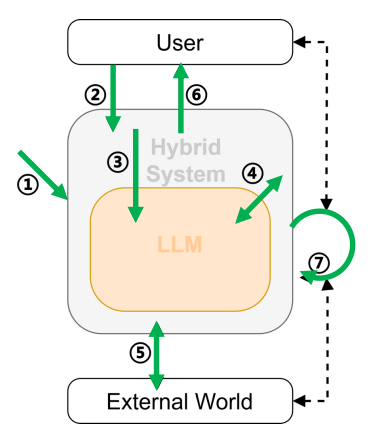 User
②
⑥
Hybrid
System
③
④
①
LLM
⑦
⑤
External World